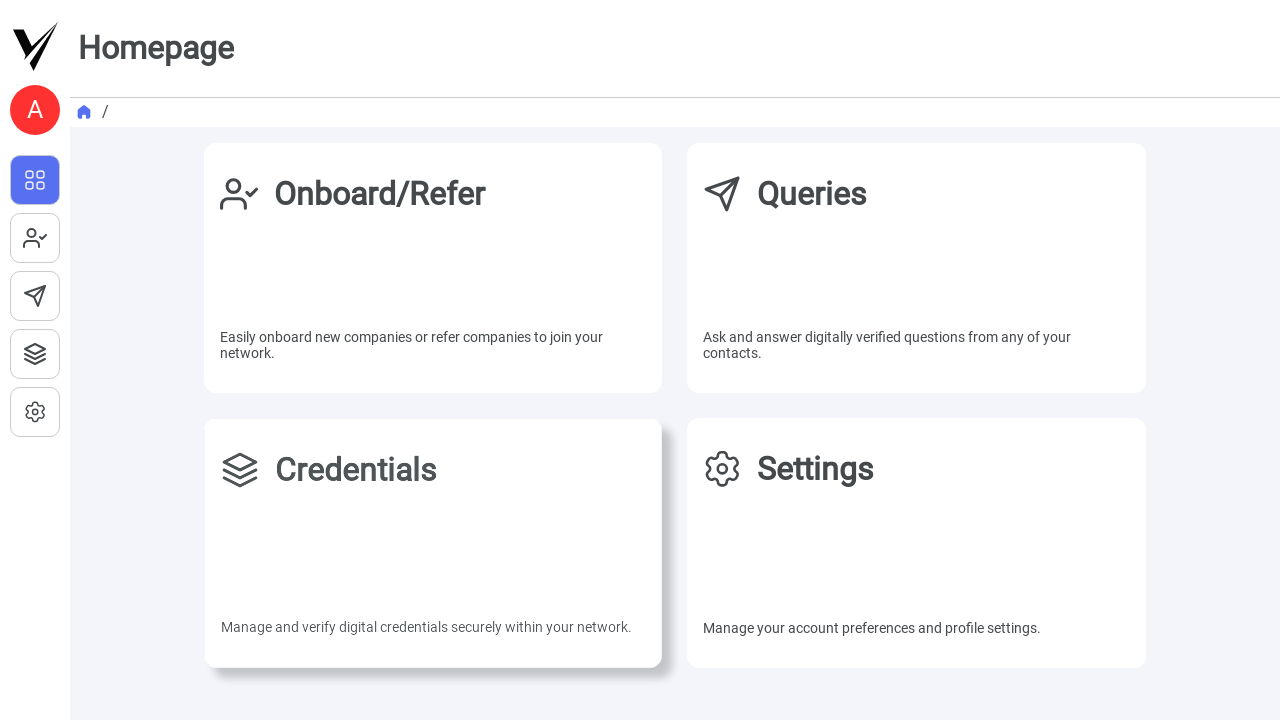 Homepage
A
/
Onboard/Refer
Easily onboard new companies or refer companies to join your
network.
Queries
Ask and answer digitally verified questions from any of your
contacts.
Credentials
Manage and verify digital credentials securely within your network.
Settings
Manage your account preferences and profile settings.